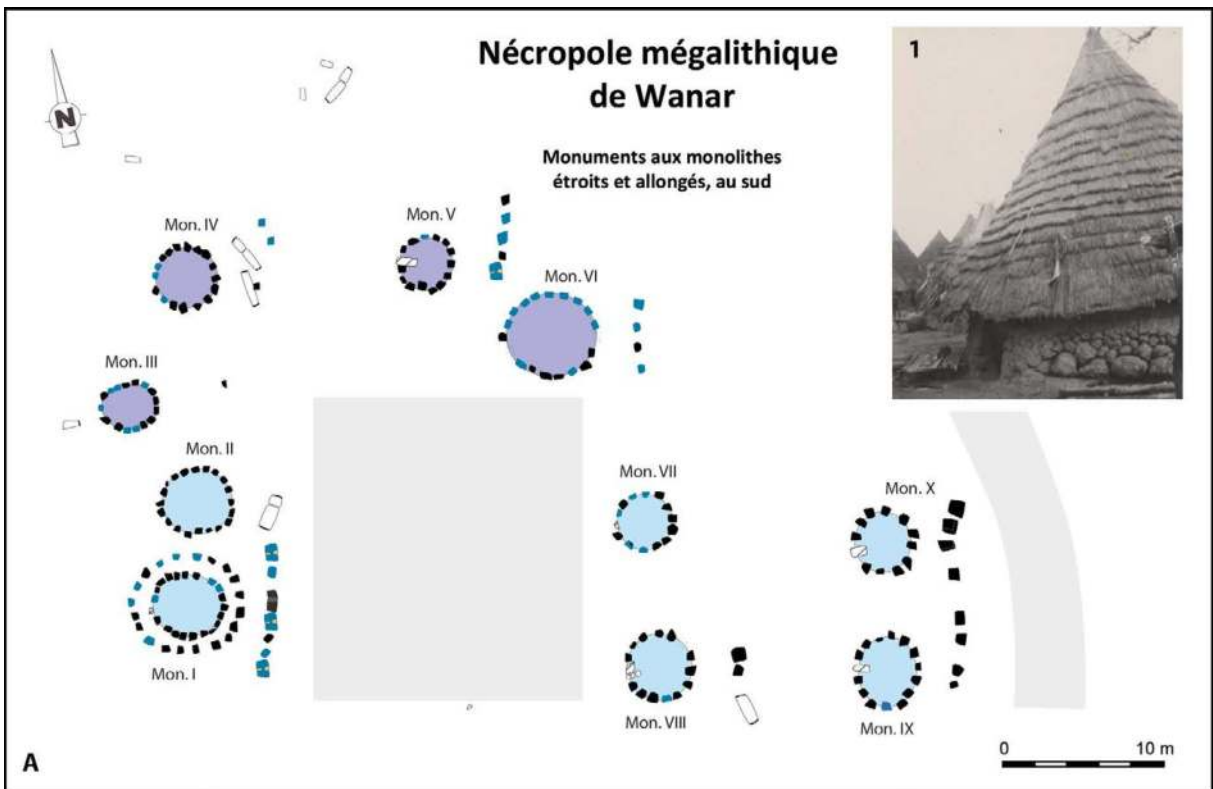 Nécropole mégalithique
de Wanar
1
N
Monuments aux monolithes
étroits et allongés, au sud
Mon. IV
Mon. V
Mon. VI
Mon. III
Mon. II
Mon. VII
Mon. X
Mon. I
Mon. VIII
Mon. IX
0 10 m
A